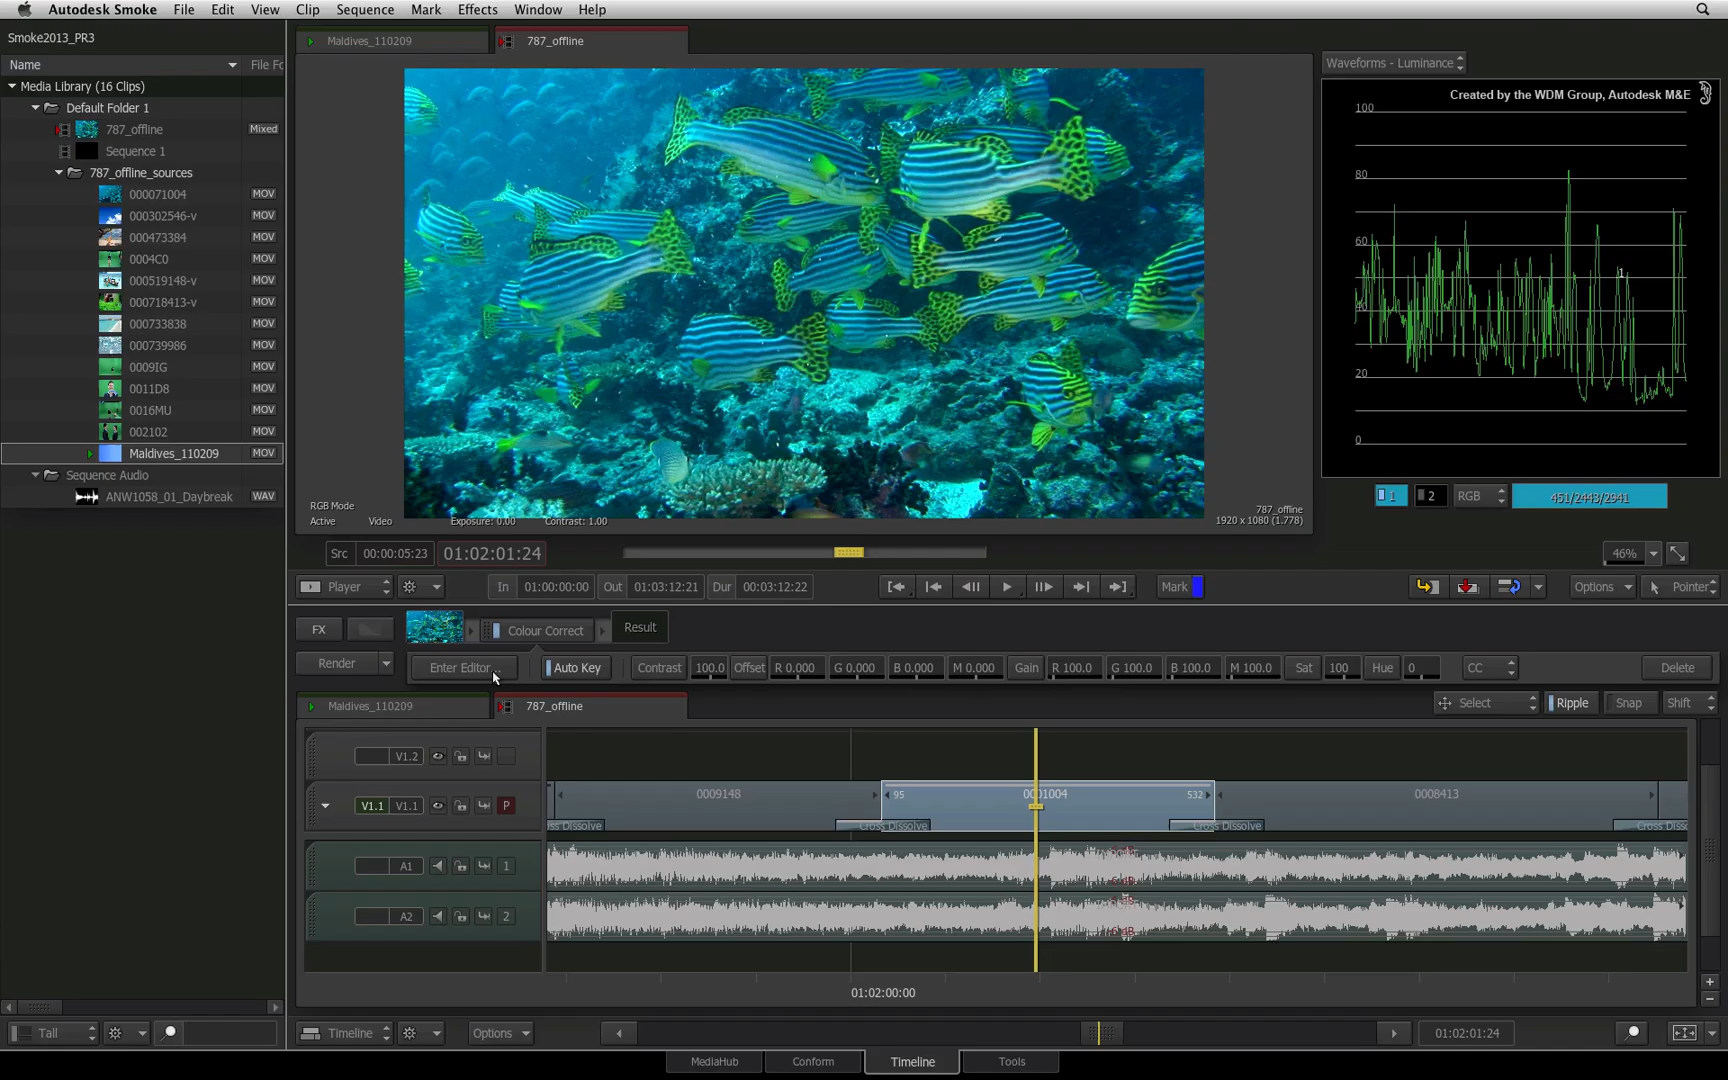 Autodesk Smoke File Edit View Clip Sequence Mark Effects Window Help
Smoke2013_PR3
Name File Fo
Media Library (16 Clips)
Default Folder 1
787_offline Mixed
Sequence 1
787_offline_sources
000071004 MOV
000302546-v MOV
000473384 MOV
0004C0 MOV
000519148-v MOV
000718413-v MOV
000733838 MOV
000739986 MOV
0009IG MOV
0011D8 MOV
0016MU MOV
002102 MOV
Maldives_110209 MOV
Sequence Audio
ANW1058_01_Daybreak WAV
Tall
Maldives_110209 787_offline
RGB Mode
Active Video Exposure: 0.00 Contrast: 1.00
787_offline
1920 x 1080 (1.778)
Waveforms - Luminance
Created by the WDM Group, Autodesk M&E
100
80
60
1
40
20
0
1 2 RGB 451/2443/2941
Src 00:00:05:23 01:02:01:24 46%
Player In 01:00:00:00 Out 01:03:12:21 Dur 00:03:12:22 Mark Options Pointer
FX Colour Correct Result
Render Enter Editor... Auto Key Contrast 100.0 Offset R 0.000 G 0.000 B 0.000 M 0.000 Gain R 100.0 G 100.0 B 100.0 M 100.0 Sat 100 Hue 0 CC Delete
Maldives_110209 787_offline Select Ripple Snap Shift
V1.2
V1.1 V1.1 P
0009148 95 0001004 532 0008413
ss Dissolve Cross Dissolve Cross Dissolve Cross Diss
A1 1
A2 2
01:02:00:00
Timeline Options 01:02:01:24
MediaHub Conform Timeline Tools